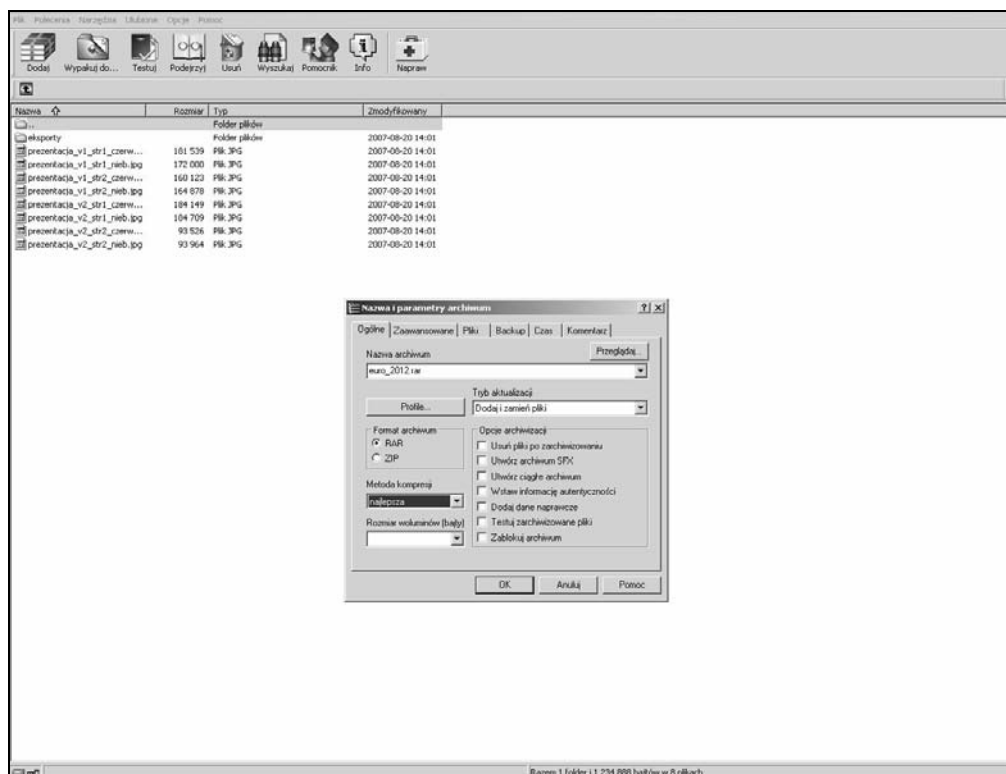 Plik Polecenia Narzędzia Ulubione Opcje Pomoc
Dodaj Wypakuj do... Testuj Podejrzyj Usuń Wyszukaj Pomocnik Info Napraw
Nazwa Rozmiar Typ Zmodyfikowany
.. Folder plików
eksporty Folder plików 2007-08-20 14:01
prezentacja_v1_str1_czerw... 181 539 Plik JPG 2007-08-20 14:01
prezentacja_v1_str1_nieb.jpg 172 000 Plik JPG 2007-08-20 14:01
prezentacja_v1_str2_czerw... 160 123 Plik JPG 2007-08-20 14:01
prezentacja_v1_str2_nieb.jpg 164 878 Plik JPG 2007-08-20 14:01
prezentacja_v2_str1_czerw... 184 149 Plik JPG 2007-08-20 14:01
prezentacja_v2_str1_nieb.jpg 184 709 Plik JPG 2007-08-20 14:01
prezentacja_v2_str2_czerw... 93 526 Plik JPG 2007-08-20 14:01
prezentacja_v2_str2_nieb.jpg 93 964 Plik JPG 2007-08-20 14:01
Nazwa i parametry archiwum
Ogólne Zaawansowane Pliki Backup Czas Komentarz
Nazwa archiwum Przeglądaj...
euro_2012.rar
Tryb aktualizacji
Profile... Dodaj i zamień pliki
Format archiwum Opcje archiwizacji
RAR Usuń pliki po zarchiwizowaniu
ZIP Utwórz archiwum SFX
Utwórz ciągłe archiwum
Metoda kompresji Wstaw informację autentyczności
najlepsza Dodaj dane naprawcze
Rozmiar woluminów (bajty) Testuj zarchiwizowane pliki
Zablokuj archiwum
OK Anuluj Pomoc
Razem 1 folder i 1 234 888 bajtów w 8 plikach